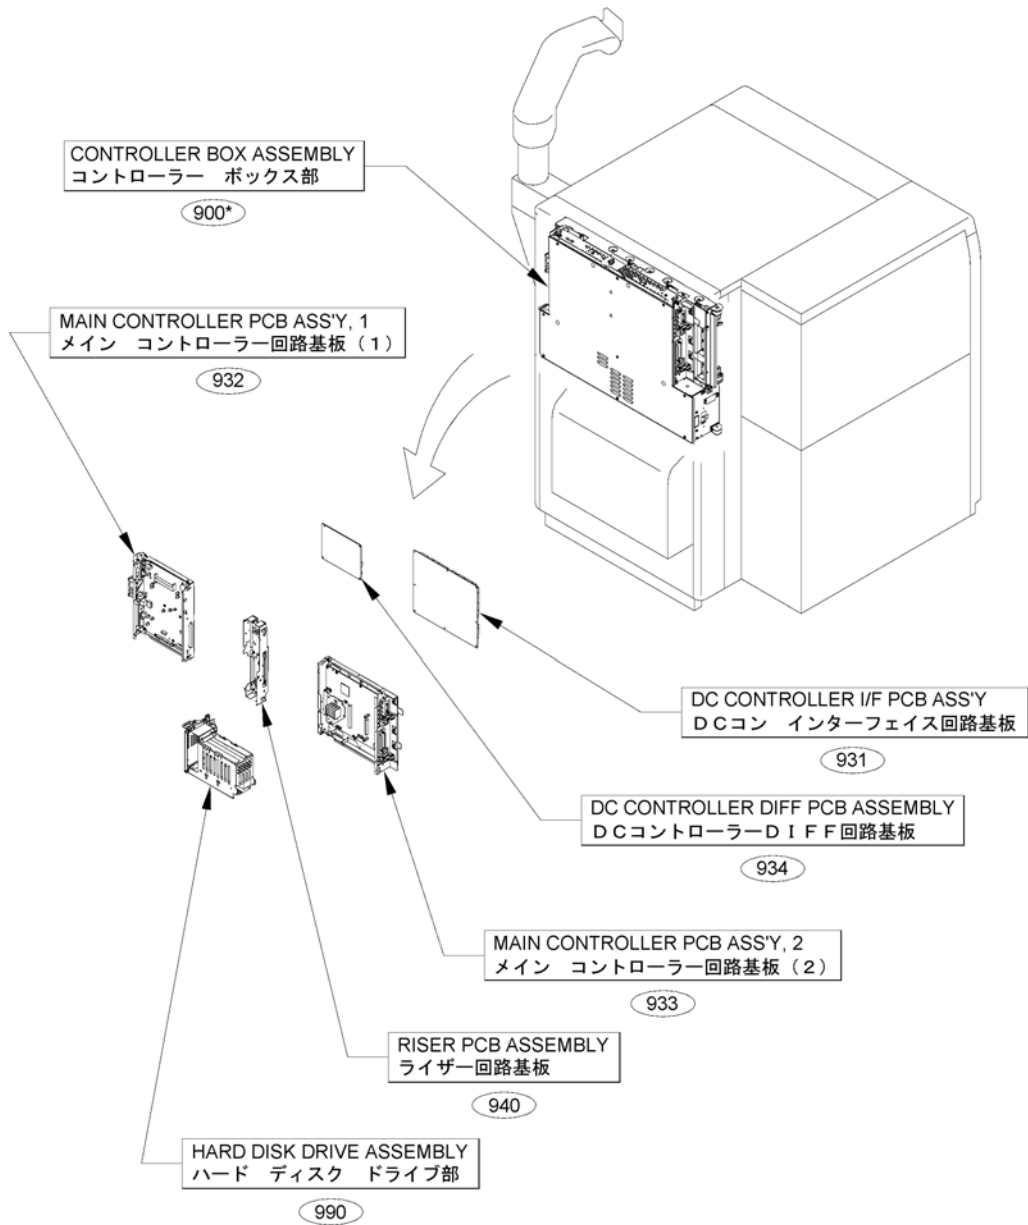 CONTROLLER BOX ASSEMBLY
コントローラー　ボックス部
900*
MAIN CONTROLLER PCB ASS'Y, 1
メイン　コントローラー回路基板（１）
932
DC CONTROLLER I/F PCB ASS'Y
ＤＣコン　インターフェイス回路基板
931
DC CONTROLLER DIFF PCB ASSEMBLY
ＤＣコントローラーＤＩＦＦ回路基板
934
MAIN CONTROLLER PCB ASS'Y, 2
メイン　コントローラー回路基板（２）
933
RISER PCB ASSEMBLY
ライザー回路基板
940
HARD DISK DRIVE ASSEMBLY
ハード　ディスク　ドライブ部
990